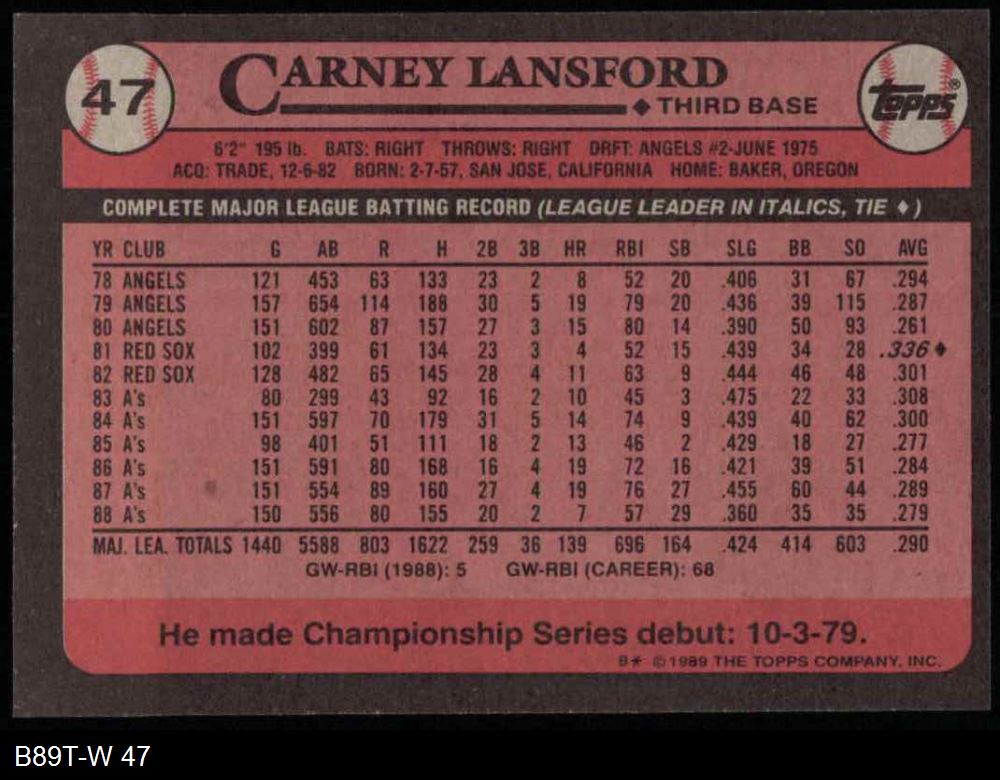 47
CARNEY LANSFORD
◆ THIRD BASE
TOPPS®
6'2" 195 lb. BATS: RIGHT THROWS: RIGHT DRFT: ANGELS #2-JUNE 1975
ACQ: TRADE, 12-6-82 BORN: 2-7-57, SAN JOSE, CALIFORNIA HOME: BAKER, OREGON
COMPLETE MAJOR LEAGUE BATTING RECORD (LEAGUE LEADER IN ITALICS, TIE ♦)
YR CLUB G AB R H 2B 3B HR RBI SB SLG BB SO AVG
78 ANGELS 121 453 63 133 23 2 8 52 20 .406 31 67 .294
79 ANGELS 157 654 114 188 30 5 19 79 20 .436 39 115 .287
80 ANGELS 151 602 87 157 27 3 15 80 14 .390 50 93 .261
81 RED SOX 102 399 61 134 23 3 4 52 15 .439 34 28 .336♦
82 RED SOX 128 482 65 145 28 4 11 63 9 .444 46 48 .301
83 A's 80 299 43 92 16 2 10 45 3 .475 22 33 .308
84 A's 151 597 70 179 31 5 14 74 9 .439 40 62 .300
85 A's 98 401 51 111 18 2 13 46 2 .429 18 27 .277
86 A's 151 591 80 168 16 4 19 72 16 .421 39 51 .284
87 A's 151 554 89 160 27 4 19 76 27 .455 60 44 .289
88 A's 150 556 80 155 20 2 7 57 29 .360 35 35 .279
MAJ. LEA. TOTALS 1440 5588 803 1622 259 36 139 696 164 .424 414 603 .290
GW-RBI (1988): 5 GW-RBI (CAREER): 68
He made Championship Series debut: 10-3-79.
B* © 1989 THE TOPPS COMPANY, INC.
B89T-W 47